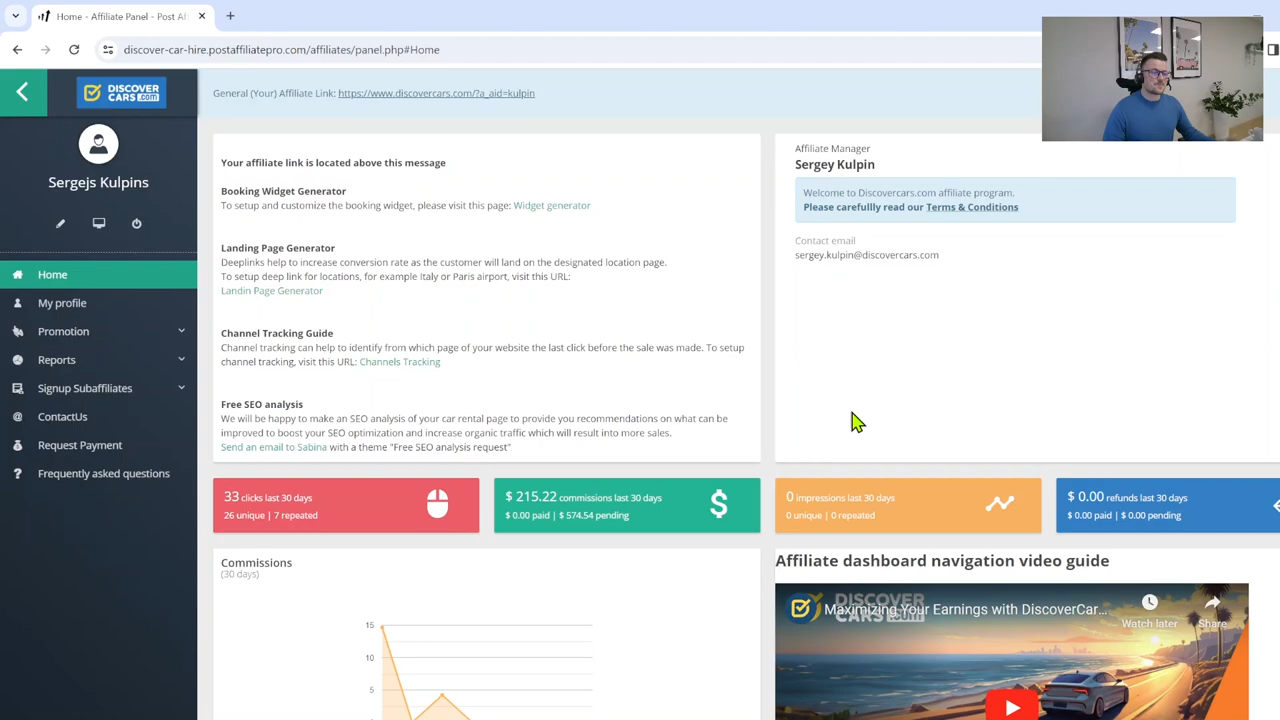 Home - Affiliate Panel - Post Af
discover-car-hire.postaffiliatepro.com/affiliates/panel.php#Home
DISCOVER
CARS.com
General (Your) Affiliate Link: https://www.discovercars.com/?a_aid=kulpin
Sergejs Kulpins
Home
My profile
Promotion
Reports
Signup Subaffiliates
ContactUs
Request Payment
Frequently asked questions
Your affiliate link is located above this message
Booking Widget Generator
To setup and customize the booking widget, please visit this page: Widget generator
Landing Page Generator
Deeplinks help to increase conversion rate as the customer will land on the designated location page.
To setup deep link for locations, for example Italy or Paris airport, visit this URL:
Landin Page Generator
Channel Tracking Guide
Channel tracking can help to identify from which page of your website the last click before the sale was made. To setup
channel tracking, visit this URL: Channels Tracking
Free SEO analysis
We will be happy to make an SEO analysis of your car rental page to provide you recommendations on what can be
improved to boost your SEO optimization and increase organic traffic which will result into more sales.
Send an email to Sabina with a theme "Free SEO analysis request"
Affiliate Manager
Sergey Kulpin
Welcome to Discovercars.com affiliate program.
Please carefullly read our Terms & Conditions
Contact email
sergey.kulpin@discovercars.com
33 clicks last 30 days
26 unique | 7 repeated
$ 215.22 commissions last 30 days
$ 0.00 paid | $ 574.54 pending
0 impressions last 30 days
0 unique | 0 repeated
$ 0.00 refunds last 30 days
$ 0.00 paid | $ 0.00 pending
Commissions
(30 days)
15
10
5
Affiliate dashboard navigation video guide
DISCOVER
CARS.com
Maximizing Your Earnings with DiscoverCar...
Watch later
Share